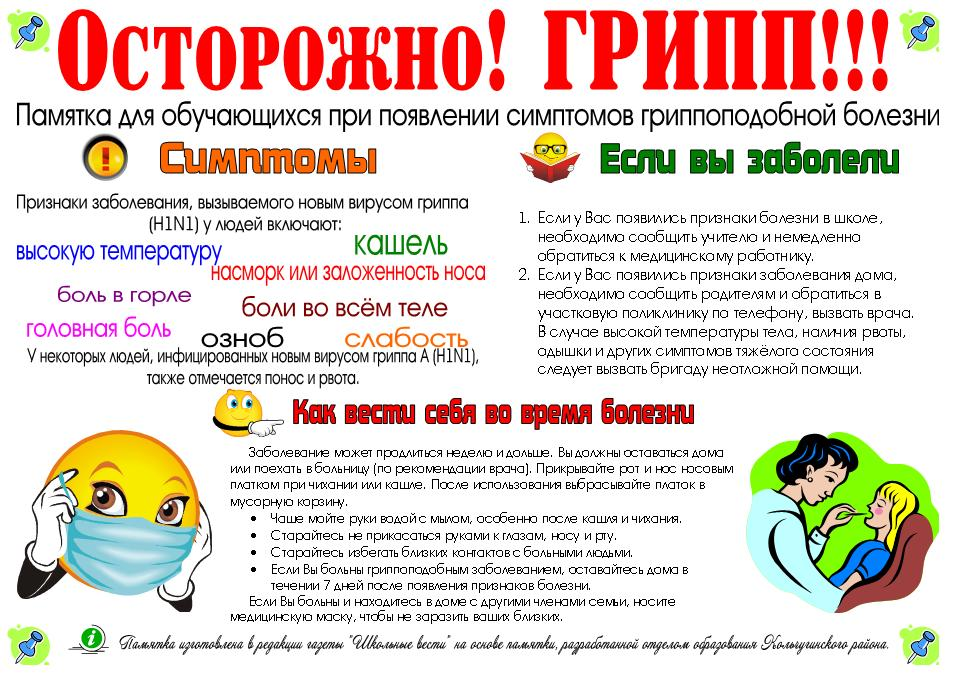 Осторожно! ГРИПП!!!
Памятка для обучающихся при появлении симптомов гриппоподобной болезни
Симптомы
Признаки заболевания, вызываемого новым вирусом гриппа
(H1N1) у людей включают:
высокую температуру
кашель
насморк или заложенность носа
боль в горле
боли во всём теле
головная боль
озноб
слабость
У некоторых людей, инфицированных новым вирусом гриппа А (H1N1),
также отмечается понос и рвота.
Если вы заболели
1. Если у Вас появились признаки болезни в школе,
необходимо сообщить учителю и немедленно
обратиться к медицинскому работнику.
2. Если у Вас появились признаки заболевания дома,
необходимо сообщить родителям и обратиться в
участковую поликлинику по телефону, вызвать врача.
В случае высокой температуры тела, наличия рвоты,
одышки и других симптомов тяжёлого состояния
следует вызвать бригаду неотложной помощи.
Как вести себя во время болезни
Заболевание может продлиться неделю и дольше. Вы должны оставаться дома
или поехать в больницу (по рекомендации врача). Прикрывайте рот и нос носовым
платком при чихании или кашле. После использования выбрасывайте платок в
мусорную корзину.
• Чаще мойте руки водой с мылом, особенно после кашля и чихания.
• Старайтесь не прикасаться руками к глазам, носу и рту.
• Старайтесь избегать близких контактов с больными людьми.
• Если Вы больны гриппоподобным заболеванием, оставайтесь дома в
течении 7 дней после появления признаков болезни.
Если Вы больны и находитесь в доме с другими членами семьи, носите
медицинскую маску, чтобы не заразить ваших близких.
Памятка изготовлена в редакции газеты "Школьные вести" на основе памятки, разработанной отделом образования Кольчугинского района.